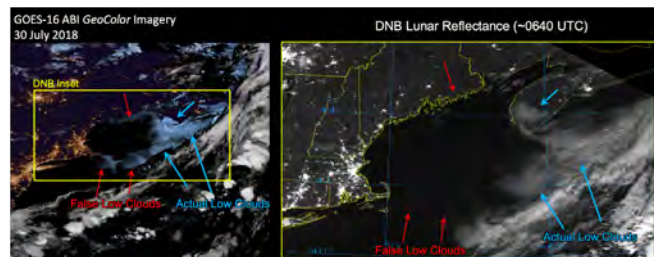 GOES-16 ABI GeoColor Imagery
30 July 2018
DNB Inset
False Low Clouds
Actual Low Clouds
DNB Lunar Reflectance (~0640 UTC)
False Low Clouds
Actual Low Clouds